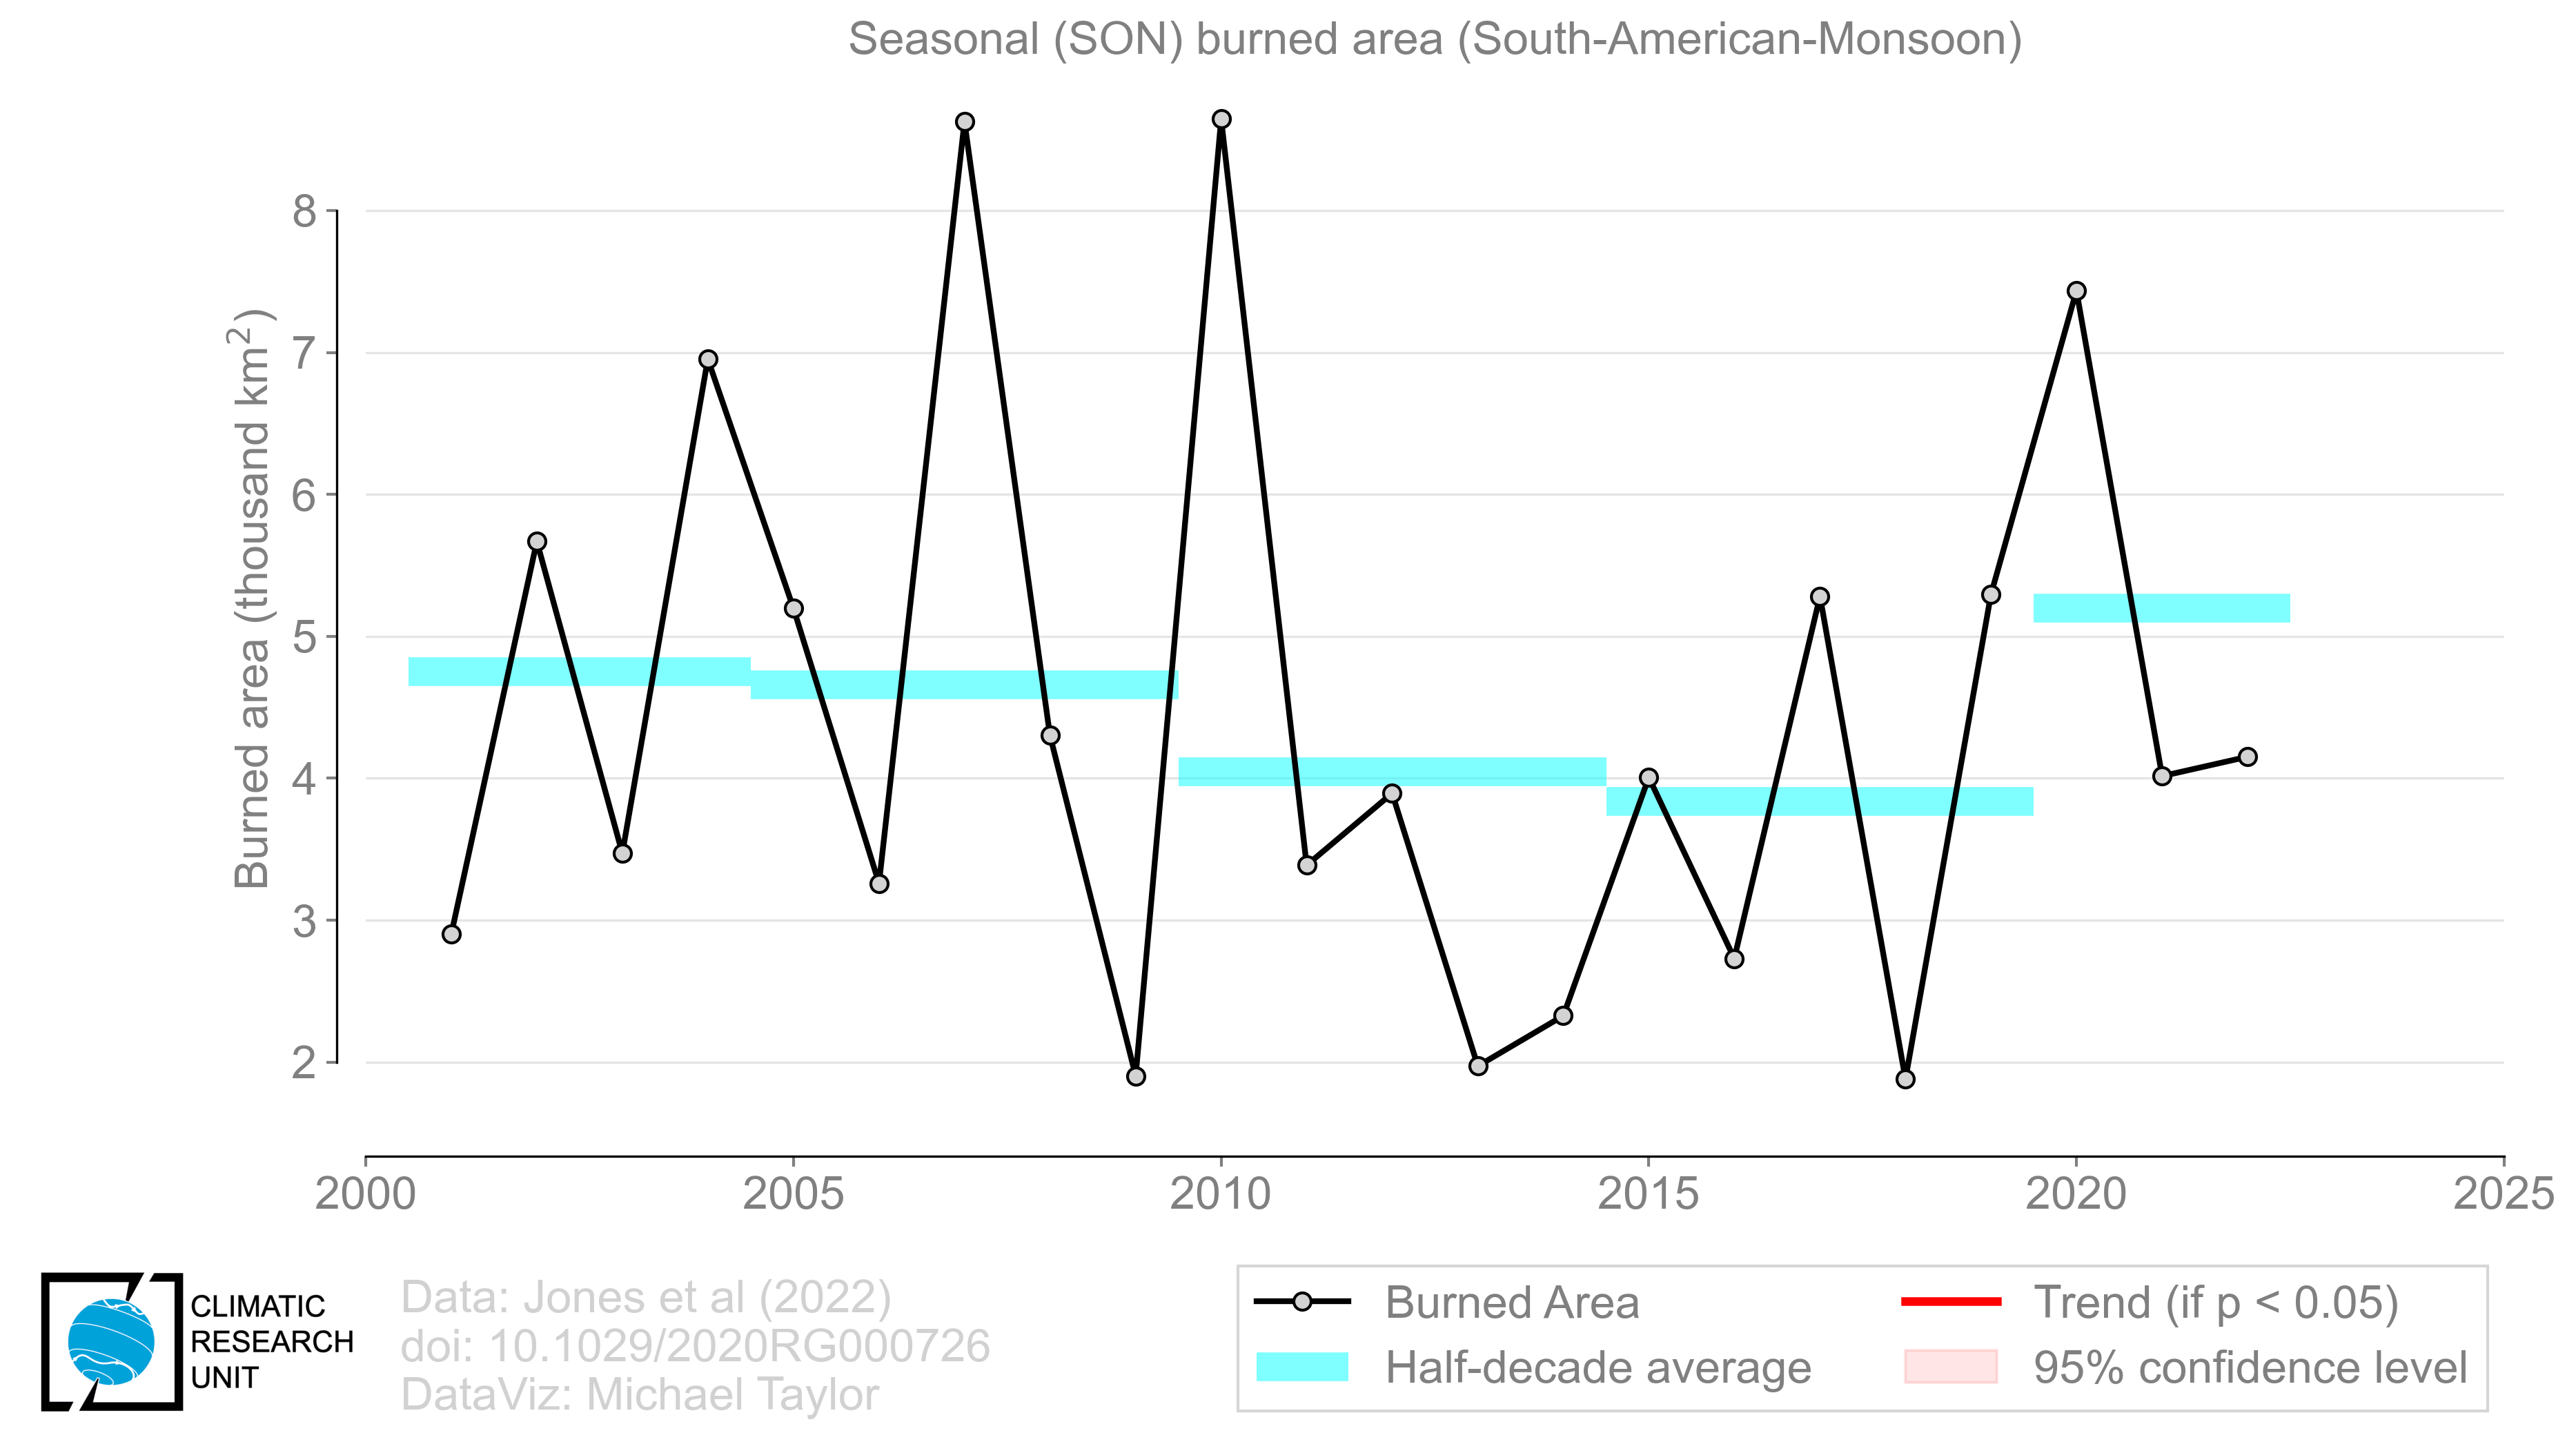 Seasonal (SON) burned area (South-American-Monsoon)
Burned area (thousand km²)
8
7
6
5
4
3
2
2000
2005
2010
2015
2020
2025
CLIMATIC
RESEARCH
UNIT
Data: Jones et al (2022)
doi: 10.1029/2020RG000726
DataViz: Michael Taylor
Burned Area
Half-decade average
Trend (if p < 0.05)
95% confidence level